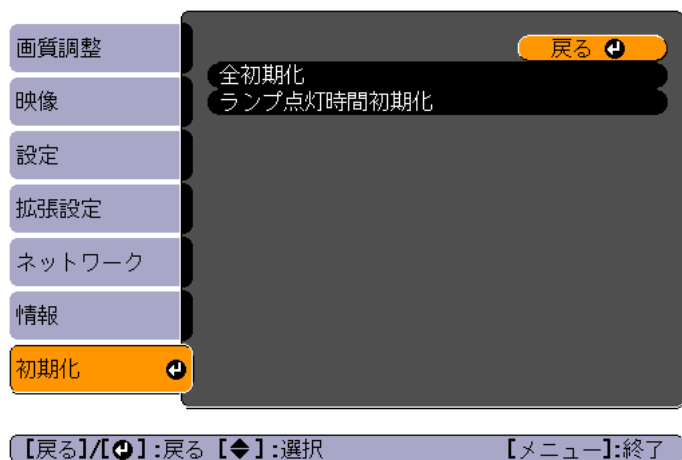 画質調整
映像
設定
拡張設定
ネットワーク
情報
初期化
戻る
全初期化
ランプ点灯時間初期化
【戻る】/【】:戻る 【】:選択 【メニュー】:終了